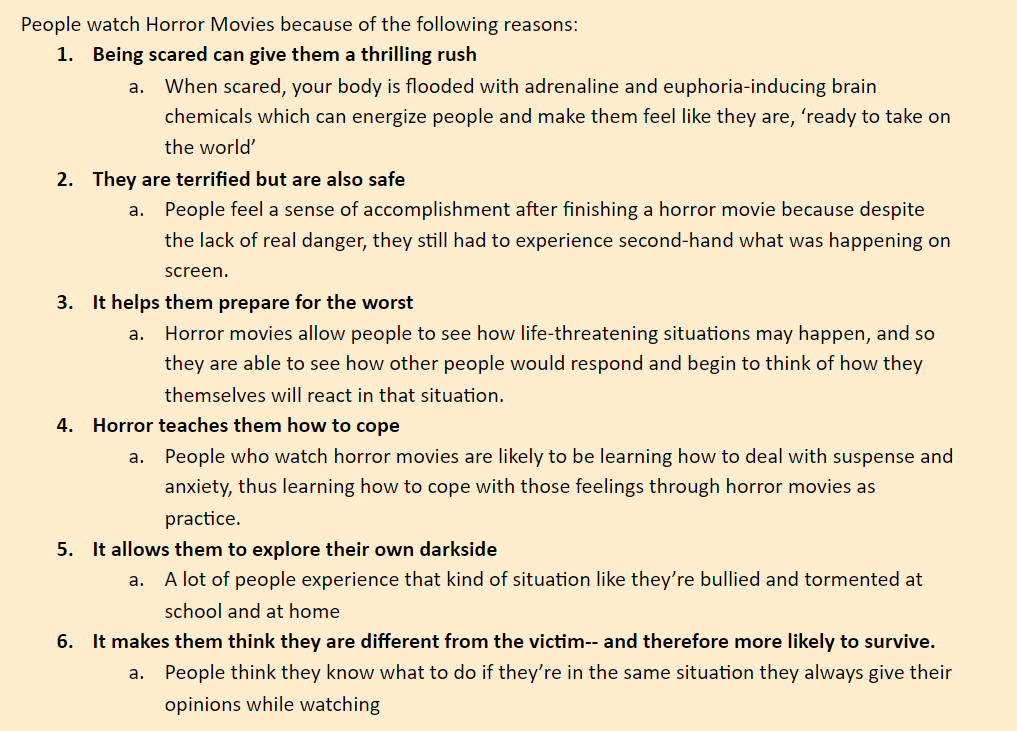 People watch Horror Movies because of the following reasons:
1. Being scared can give them a thrilling rush
a. When scared, your body is flooded with adrenaline and euphoria-inducing brain
chemicals which can energize people and make them feel like they are, ‘ready to take on
the world’
2. They are terrified but are also safe
a. People feel a sense of accomplishment after finishing a horror movie because despite
the lack of real danger, they still had to experience second-hand what was happening on
screen.
3. It helps them prepare for the worst
a. Horror movies allow people to see how life-threatening situations may happen, and so
they are able to see how other people would respond and begin to think of how they
themselves will react in that situation.
4. Horror teaches them how to cope
a. People who watch horror movies are likely to be learning how to deal with suspense and
anxiety, thus learning how to cope with those feelings through horror movies as
practice.
5. It allows them to explore their own darkside
a. A lot of people experience that kind of situation like they’re bullied and tormented at
school and at home
6. It makes them think they are different from the victim-- and therefore more likely to survive.
a. People think they know what to do if they’re in the same situation they always give their
opinions while watching